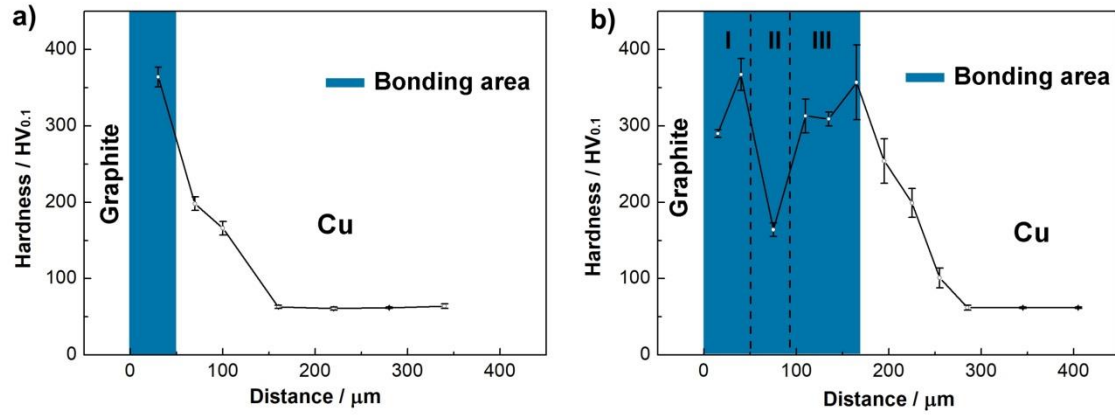 a)
400
300
200
100
0
Hardness / HV0.1
Graphite
Bonding area
Cu
0 100 200 300 400
Distance / μm
b)
400
300
200
100
0
Hardness / HV0.1
Graphite
I II III
Bonding area
Cu
0 100 200 300 400
Distance / μm